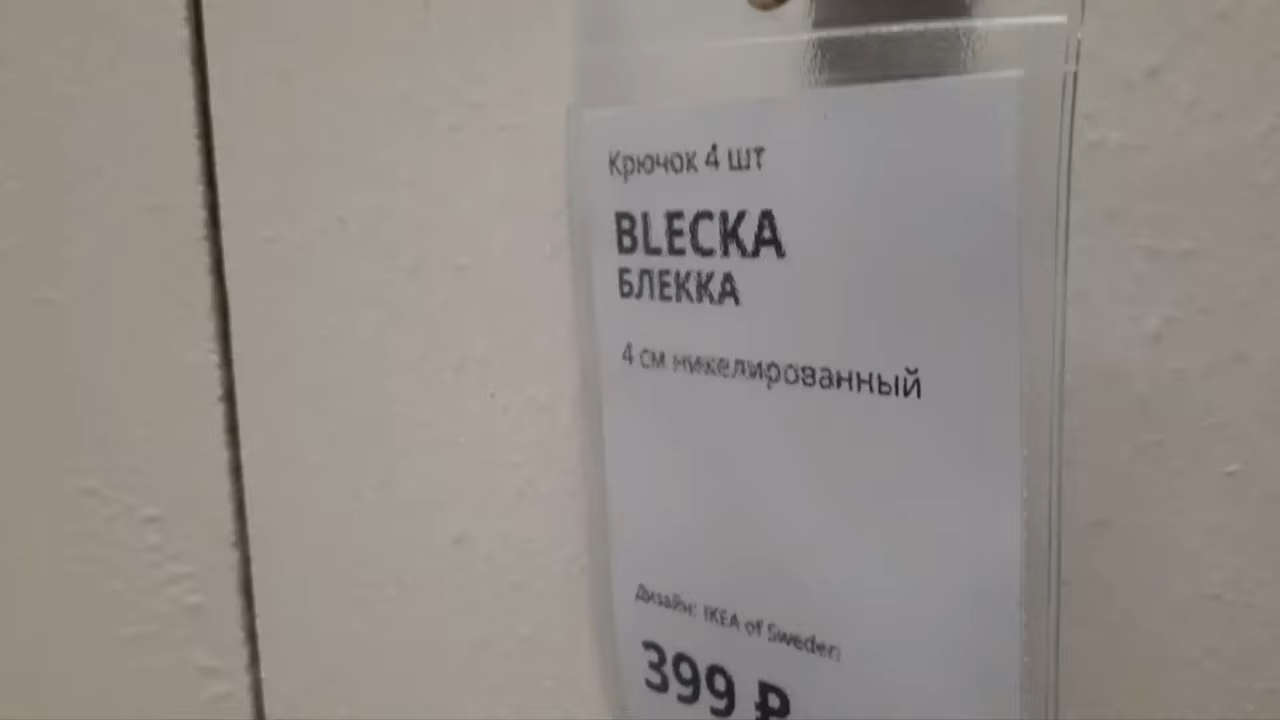 Крючок 4 шт
BLECKA
БЛЕККА
4 см никелированный
Дизайн: IKEA of Sweden
399 ₽